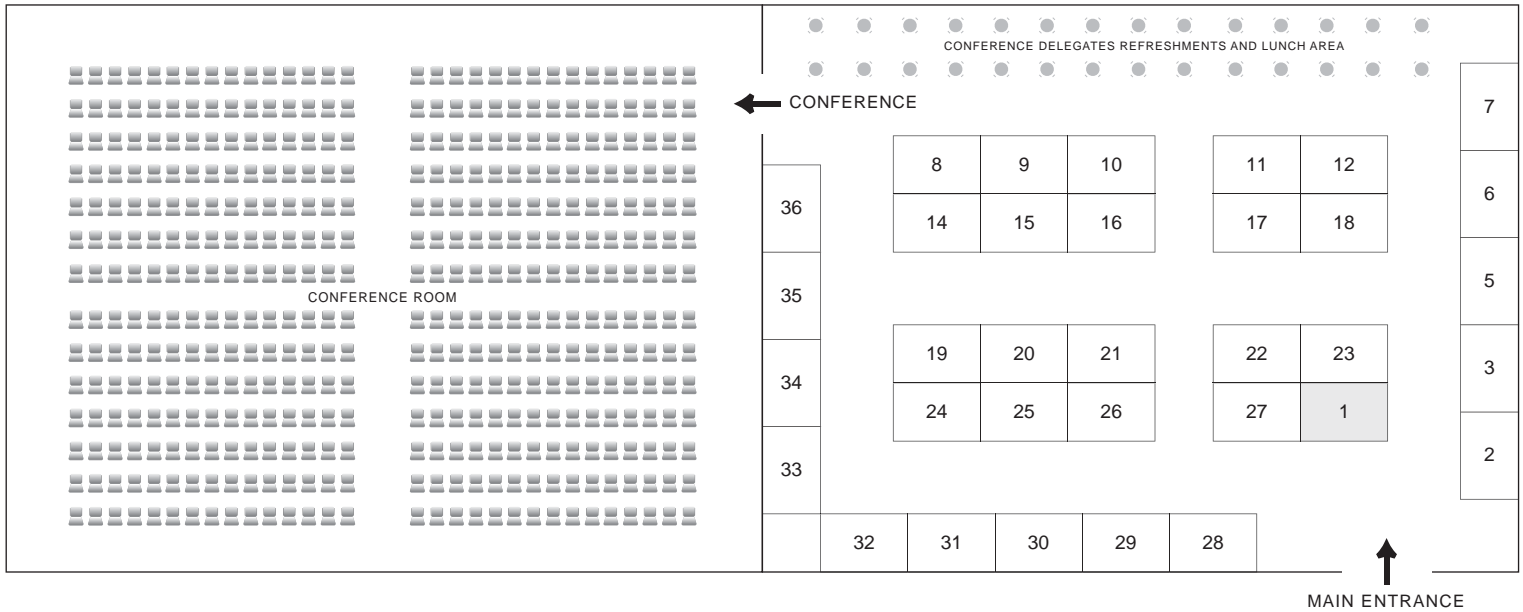 CONFERENCE DELEGATES REFRESHMENTS AND LUNCH AREA
CONFERENCE
7
8 9 10 11 12
6
36
14 15 16 17 18
5
35
CONFERENCE ROOM
19 20 21 22 23
3
34
24 25 26 27 1
2
33
32 31 30 29 28
MAIN ENTRANCE